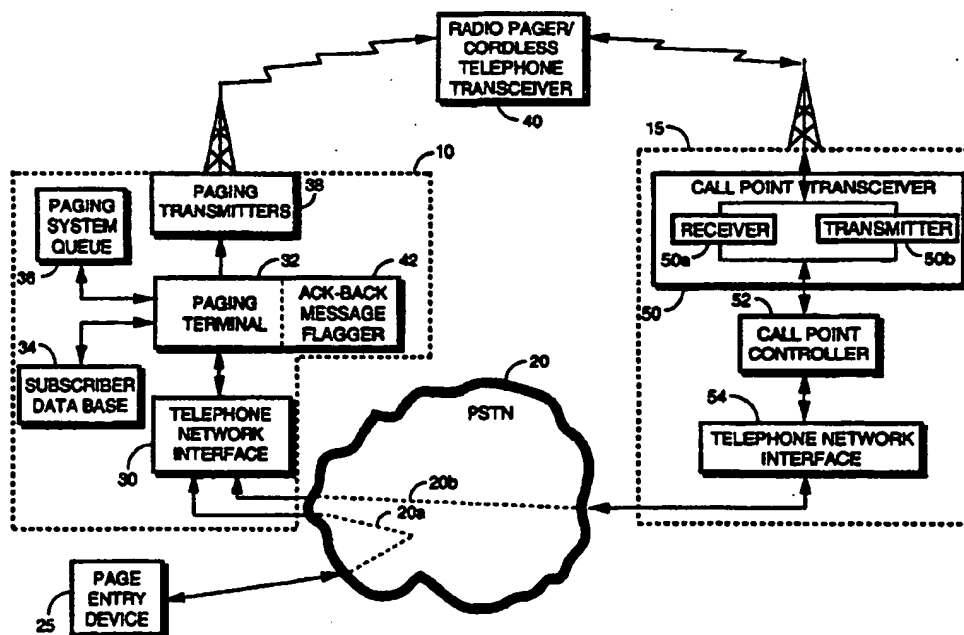 RADIO PAGER/
CORDLESS
TELEPHONE
TRANSCEIVER
40
10
15
PAGING
TRANSMITTERS
38
PAGING
SYSTEM
QUEUE
36
32
42
PAGING
TERMINAL
ACK-BACK
MESSAGE
FLAGGER
34
SUBSCRIBER
DATA BASE
TELEPHONE
NETWORK
INTERFACE
30
CALL POINT TRANSCEIVER
RECEIVER
TRANSMITTER
50a
50b
50
52
CALL POINT
CONTROLLER
54
TELEPHONE NETWORK
INTERFACE
20
PSTN
20b
20a
PAGE
ENTRY
DEVICE
25